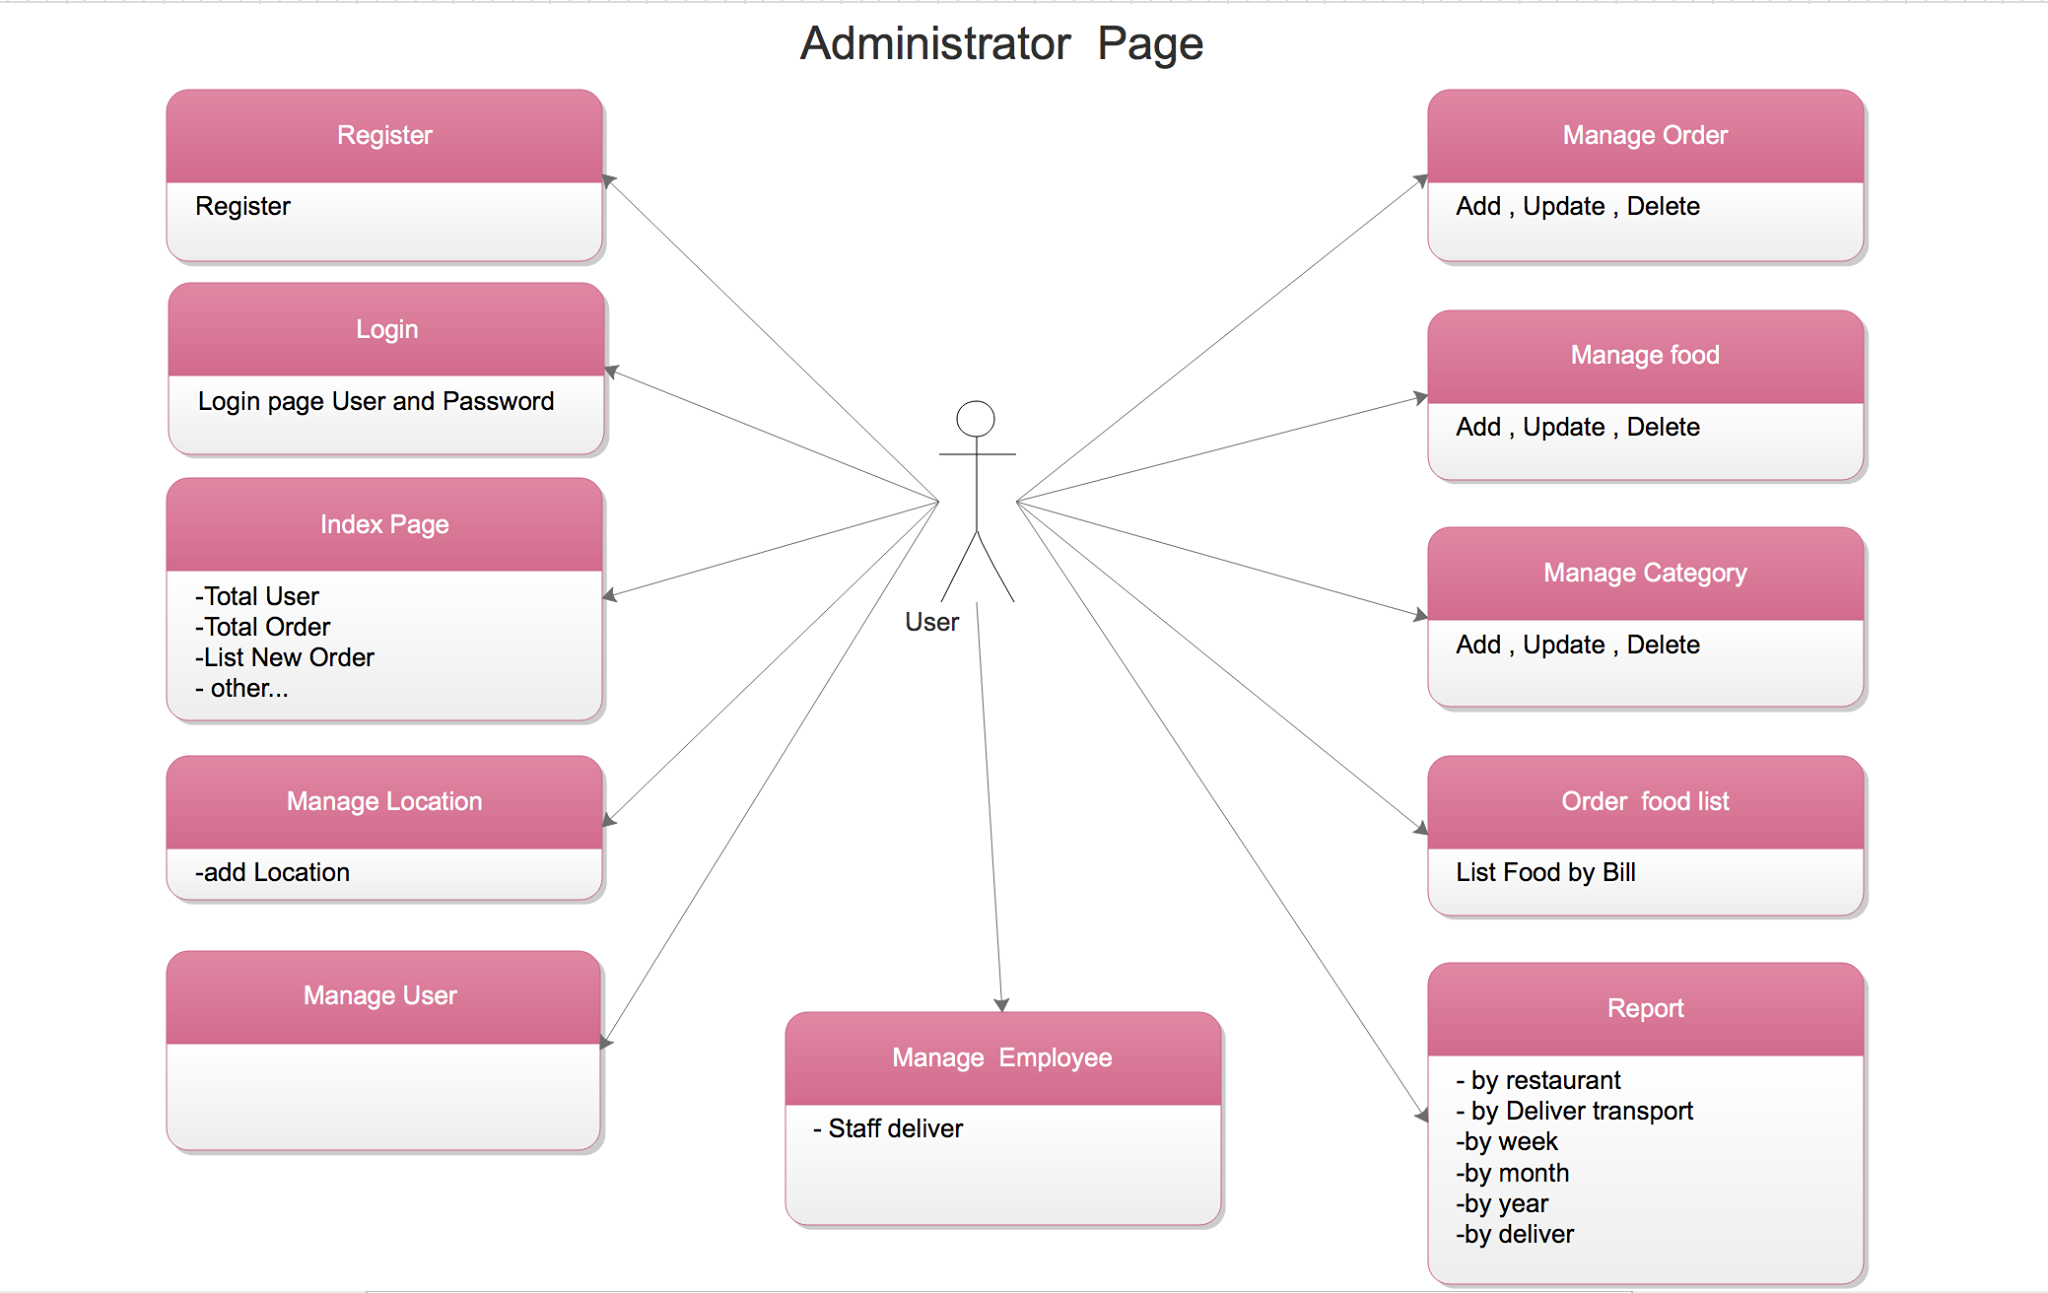 Administrator  Page
Register
Register
Login
Login page User and Password
Index Page
-Total User
-Total Order
-List New Order
- other...
Manage Location
-add Location
Manage User
User
Manage  Employee
- Staff deliver
Manage Order
Add , Update , Delete
Manage food
Add , Update , Delete
Manage Category
Add , Update , Delete
Order  food list
List Food by Bill
Report
- by restaurant
- by Deliver transport
-by week
-by month
-by year
-by deliver